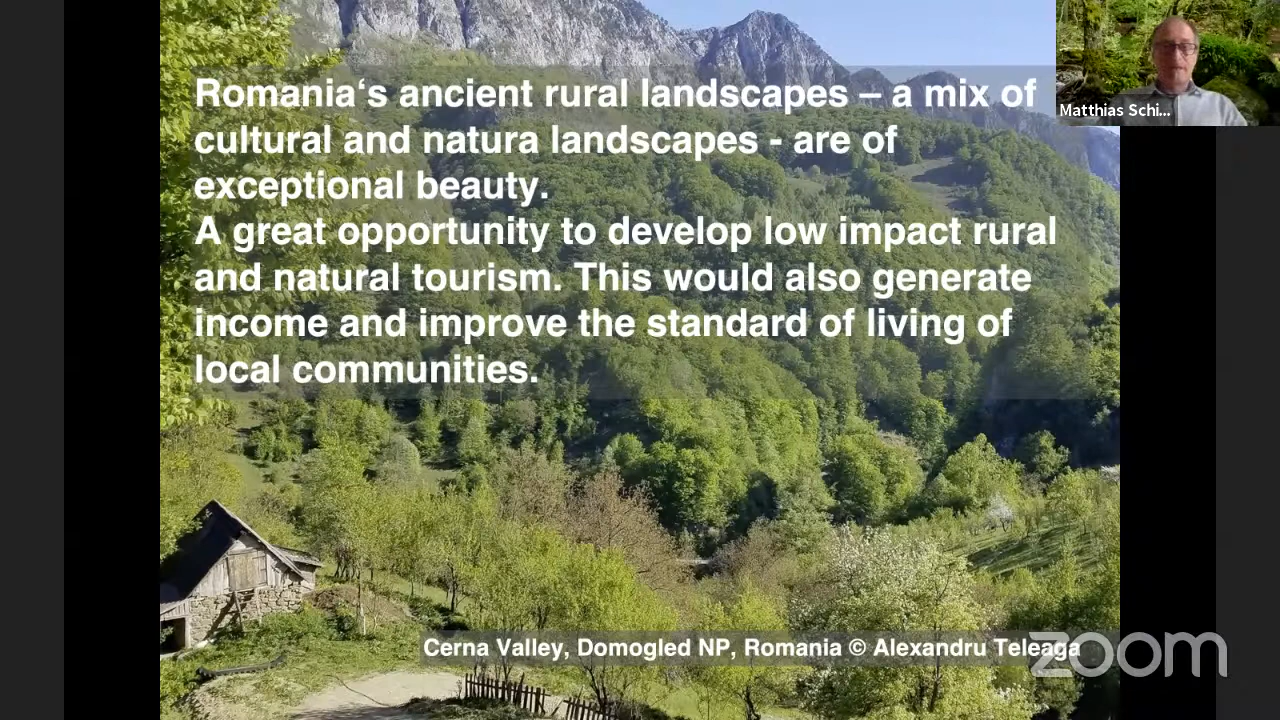 Romania‘s ancient rural landscapes – a mix of
cultural and natura landscapes - are of
exceptional beauty.
A great opportunity to develop low impact rural
and natural tourism. This would also generate
income and improve the standard of living of
local communities.
Matthias Schi...
Cerna Valley, Domogled NP, Romania © Alexandru Teleaga
zoom